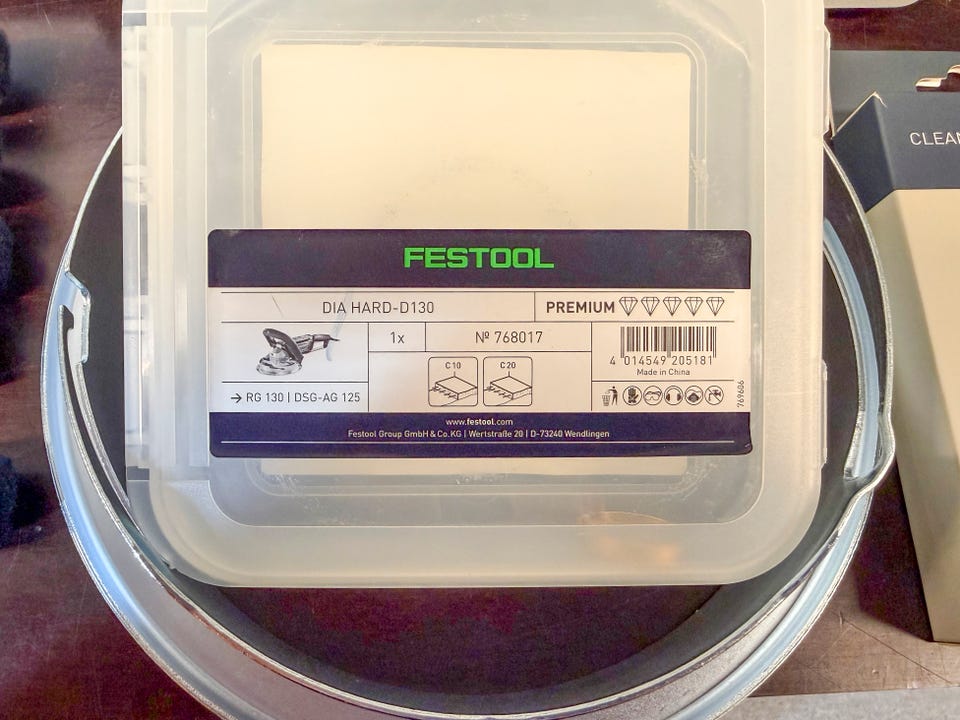 CLEAN
FESTOOL
DIA HARD-D130
PREMIUM
1x
№ 768017
C10
C20
4 014549 205181
Made in China
→ RG 130 | DSG-AG 125
769606
www.festool.com
Festool Group GmbH & Co. KG | Wertstraße 20 | D-73240 Wendlingen